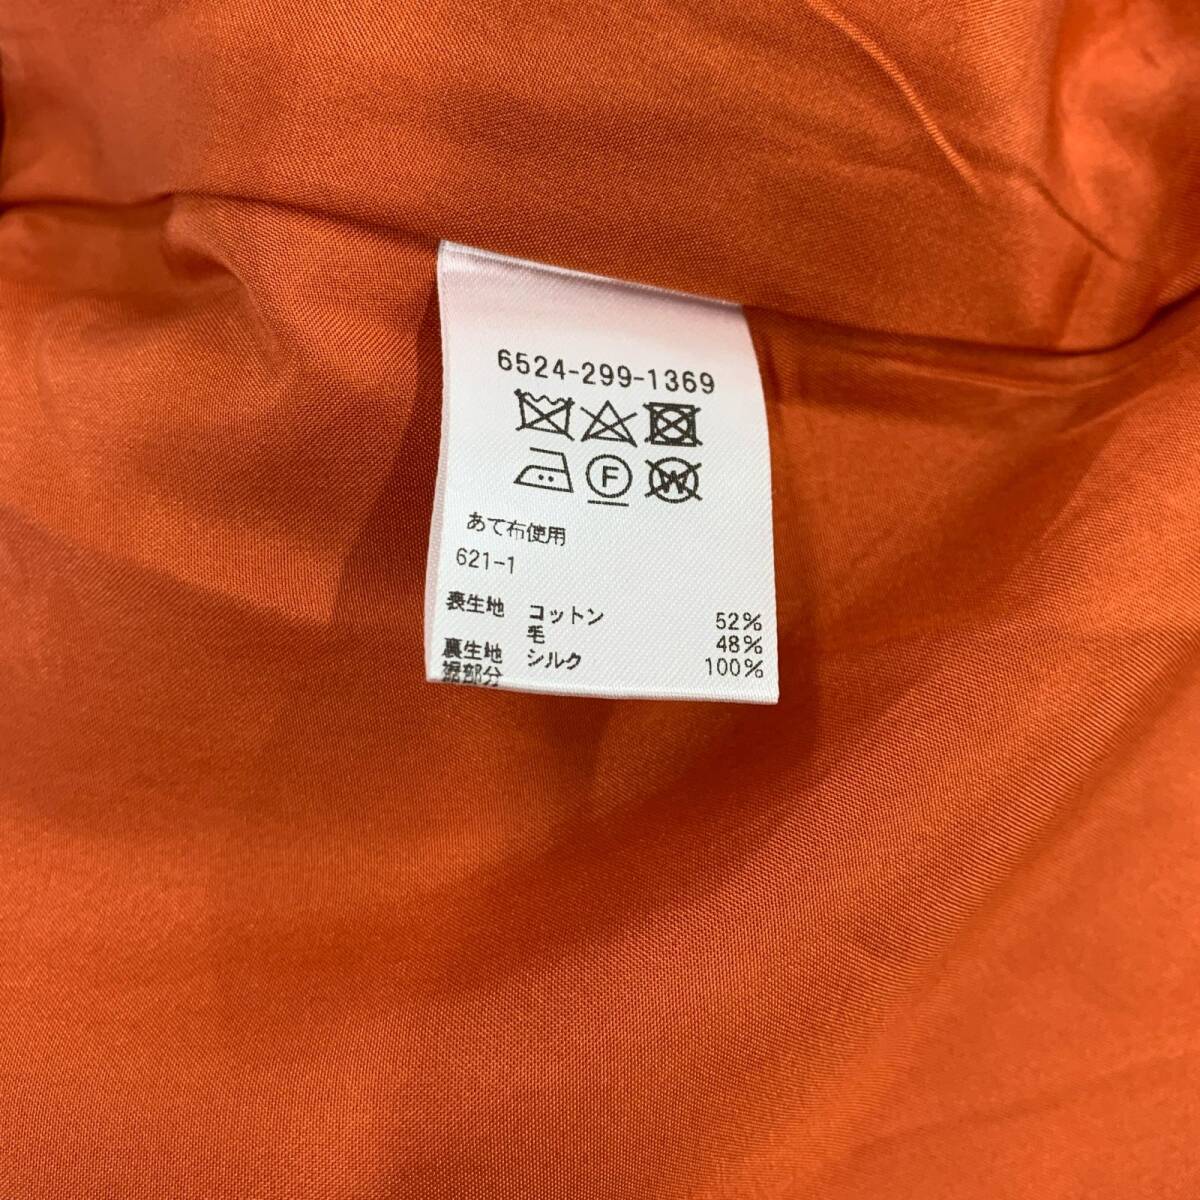 6524-299-1369
F W
あて布使用
621-1
表生地 コットン 52%
毛 48%
裏生地 シルク 100%
裾部分